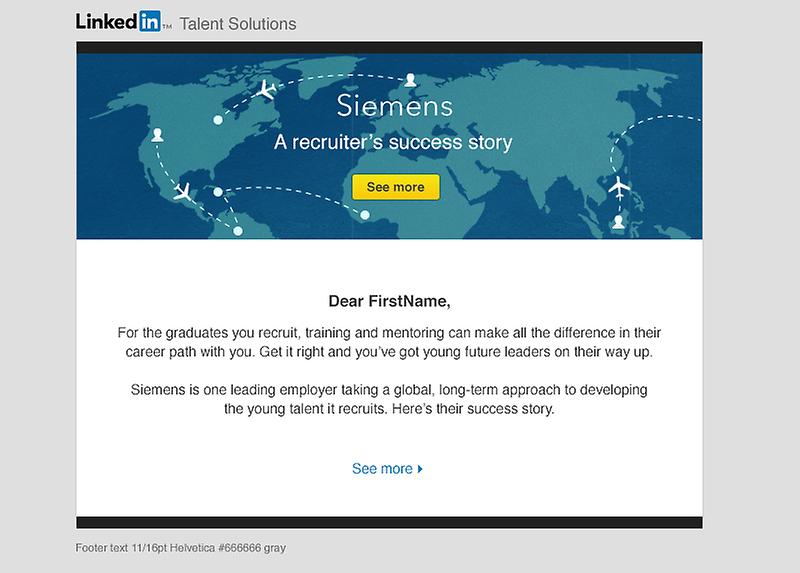 Linked in™ Talent Solutions
Siemens
A recruiter's success story
See more
Dear FirstName,
For the graduates you recruit, training and mentoring can make all the difference in their
career path with you. Get it right and you've got young future leaders on their way up.
Siemens is one leading employer taking a global, long-term approach to developing
the young talent it recruits. Here's their success story.
See more
Footer text 11/16pt Helvetica #666666 gray